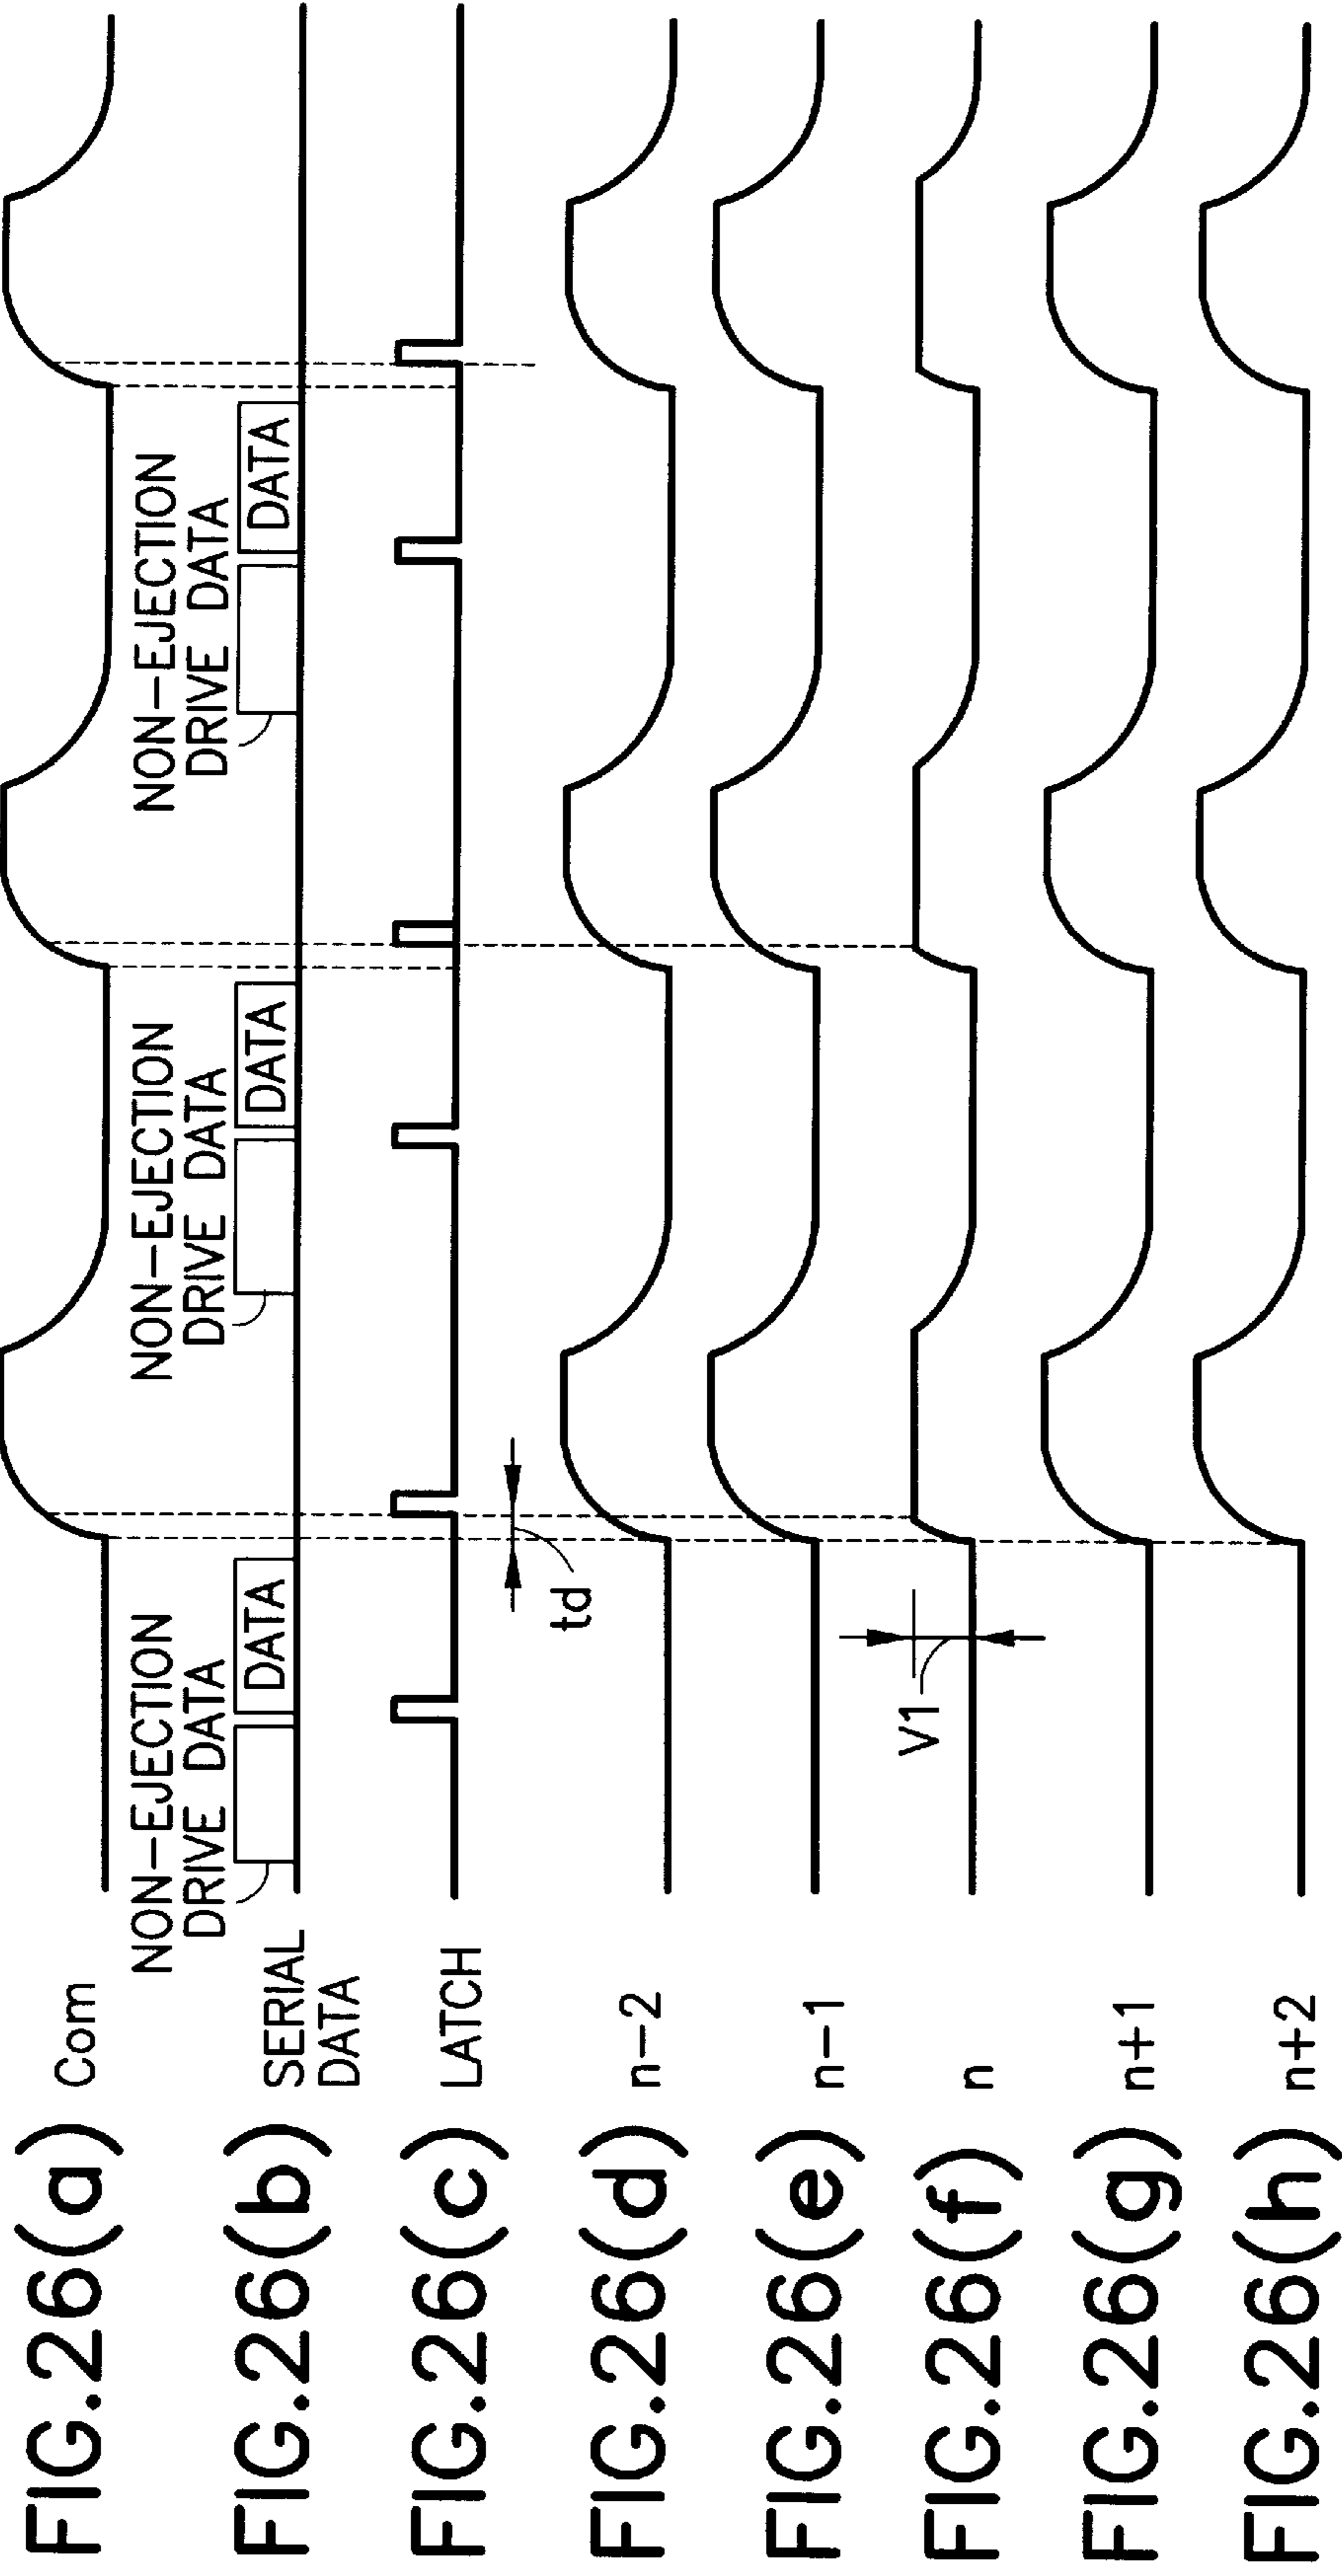 FIG.26(a) Com
NON-EJECTION
DRIVE DATA
DATA
NON-EJECTION
DRIVE DATA
DATA
NON-EJECTION
DRIVE DATA
DATA
FIG.26(b) SERIAL
DATA
FIG.26(c) LATCH
td
FIG.26(d) n-2
FIG.26(e) n-1
V1
FIG.26(f) n
FIG.26(g) n+1
FIG.26(h) n+2